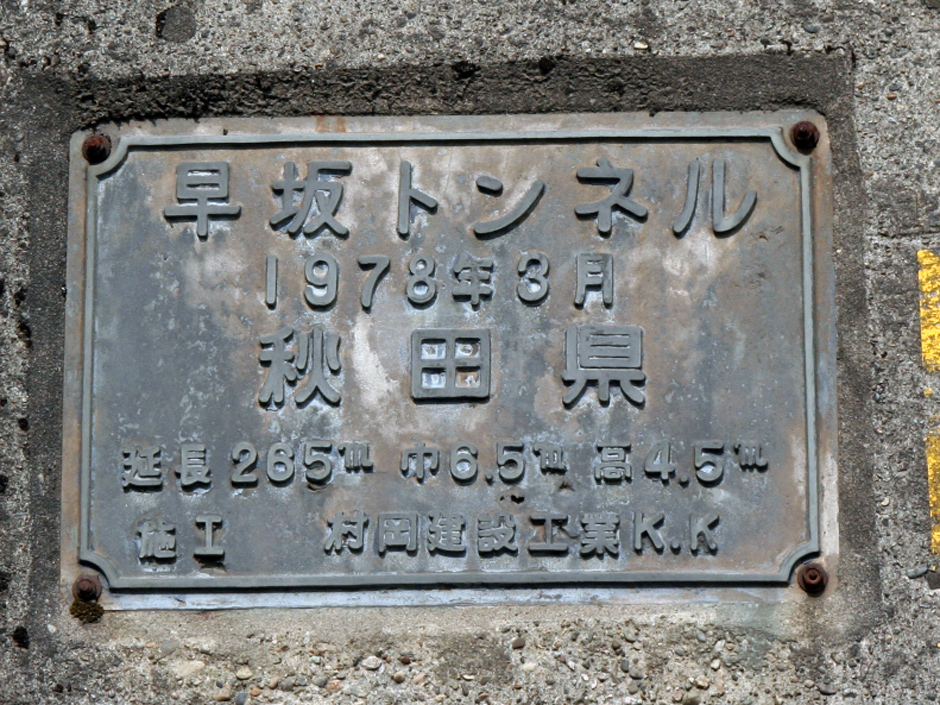 早坂トンネル
1978年3月
秋田県
延長265m 巾6.5m 高4.5m
施工 村岡建設工業K.K